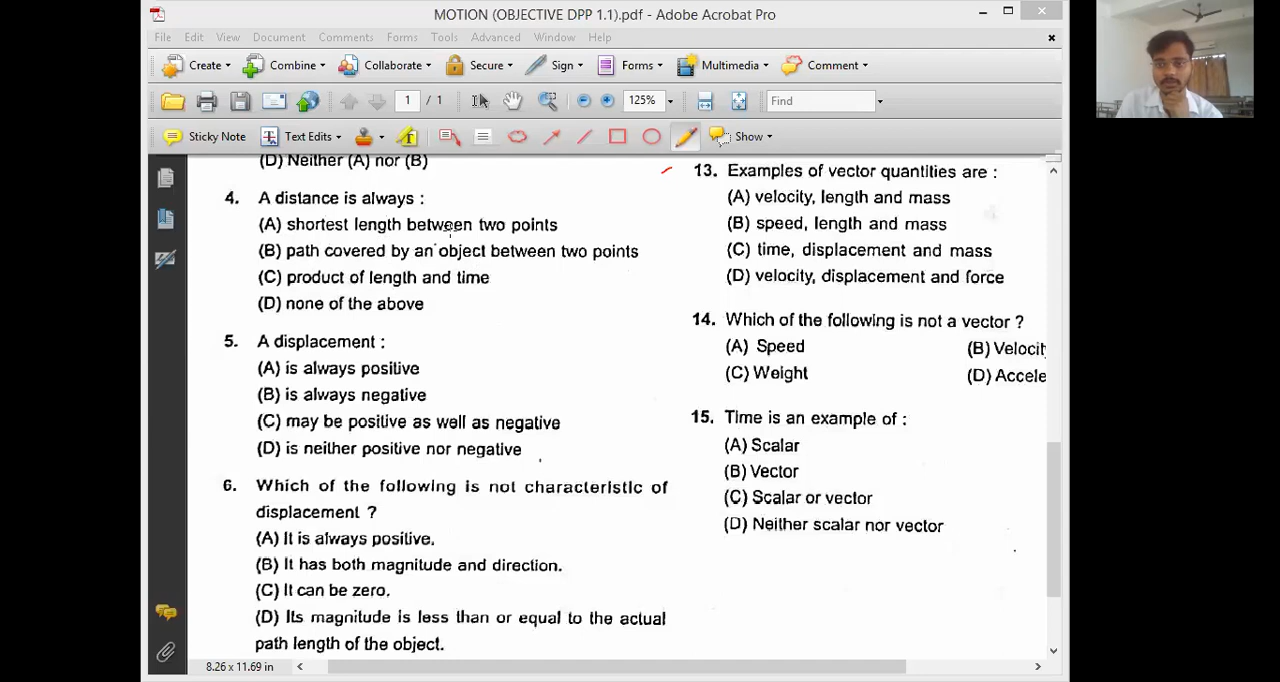 MOTION (OBJECTIVE DPP 1.1).pdf - Adobe Acrobat Pro
File Edit View Document Comments Forms Tools Advanced Window Help
Create Combine Collaborate Secure Sign Forms Multimedia Comment
1 / 1 125% Find
Sticky Note Text Edits Show
(D) Neither (A) nor (B)
4. A distance is always :
(A) shortest length between two points
(B) path covered by an object between two points
(C) product of length and time
(D) none of the above
5. A displacement :
(A) is always positive
(B) is always negative
(C) may be positive as well as negative
(D) is neither positive nor negative
6. Which of the following is not characteristic of
displacement ?
(A) It is always positive.
(B) It has both magnitude and direction.
(C) It can be zero.
(D) Its magnitude is less than or equal to the actual
path length of the object.
13. Examples of vector quantities are :
(A) velocity, length and mass
(B) speed, length and mass
(C) time, displacement and mass
(D) velocity, displacement and force
14. Which of the following is not a vector ?
(A) Speed (B) Velocit
(C) Weight (D) Accele
15. Time is an example of :
(A) Scalar
(B) Vector
(C) Scalar or vector
(D) Neither scalar nor vector
8.26 x 11.69 in